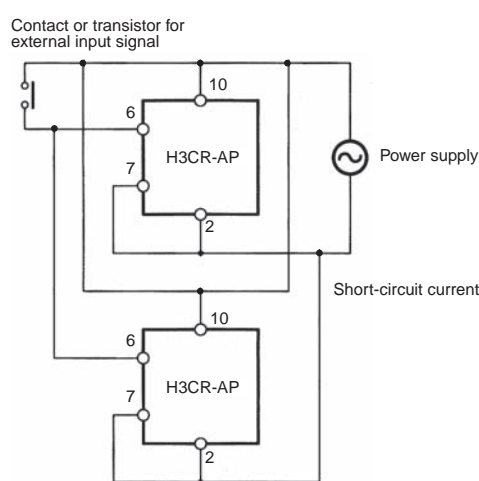 Contact or transistor for
external input signal
10
6
H3CR-AP
7
2
Power supply
Short-circuit current
10
6
H3CR-AP
7
2